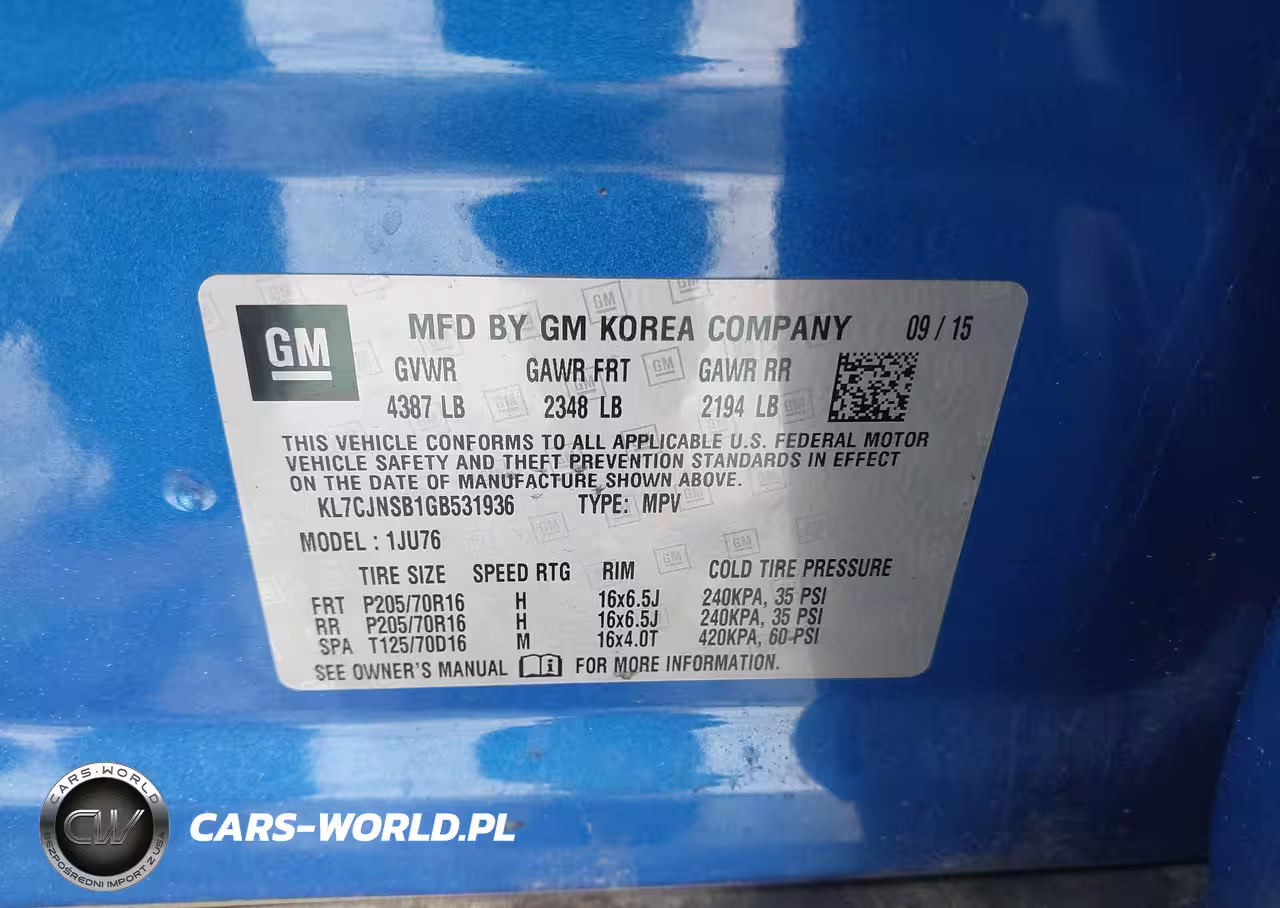 GM
MFD BY GM KOREA COMPANY 09 / 15
GVWR GAWR FRT GAWR RR
4387 LB 2348 LB 2194 LB
THIS VEHICLE CONFORMS TO ALL APPLICABLE U.S. FEDERAL MOTOR
VEHICLE SAFETY AND THEFT PREVENTION STANDARDS IN EFFECT
ON THE DATE OF MANUFACTURE SHOWN ABOVE.
KL7CJNSB1GB531936 TYPE: MPV
MODEL : 1JU76
TIRE SIZE SPEED RTG RIM COLD TIRE PRESSURE
FRT P205/70R16 H 16x6.5J 240KPA, 35 PSI
RR P205/70R16 H 16x6.5J 240KPA, 35 PSI
SPA T125/70D16 M 16x4.0T 420KPA, 60 PSI
SEE OWNER'S MANUAL i FOR MORE INFORMATION.
CARS-WORLD
CW
BEZPOŚREDNI IMPORT Z USA
CARS-WORLD.PL